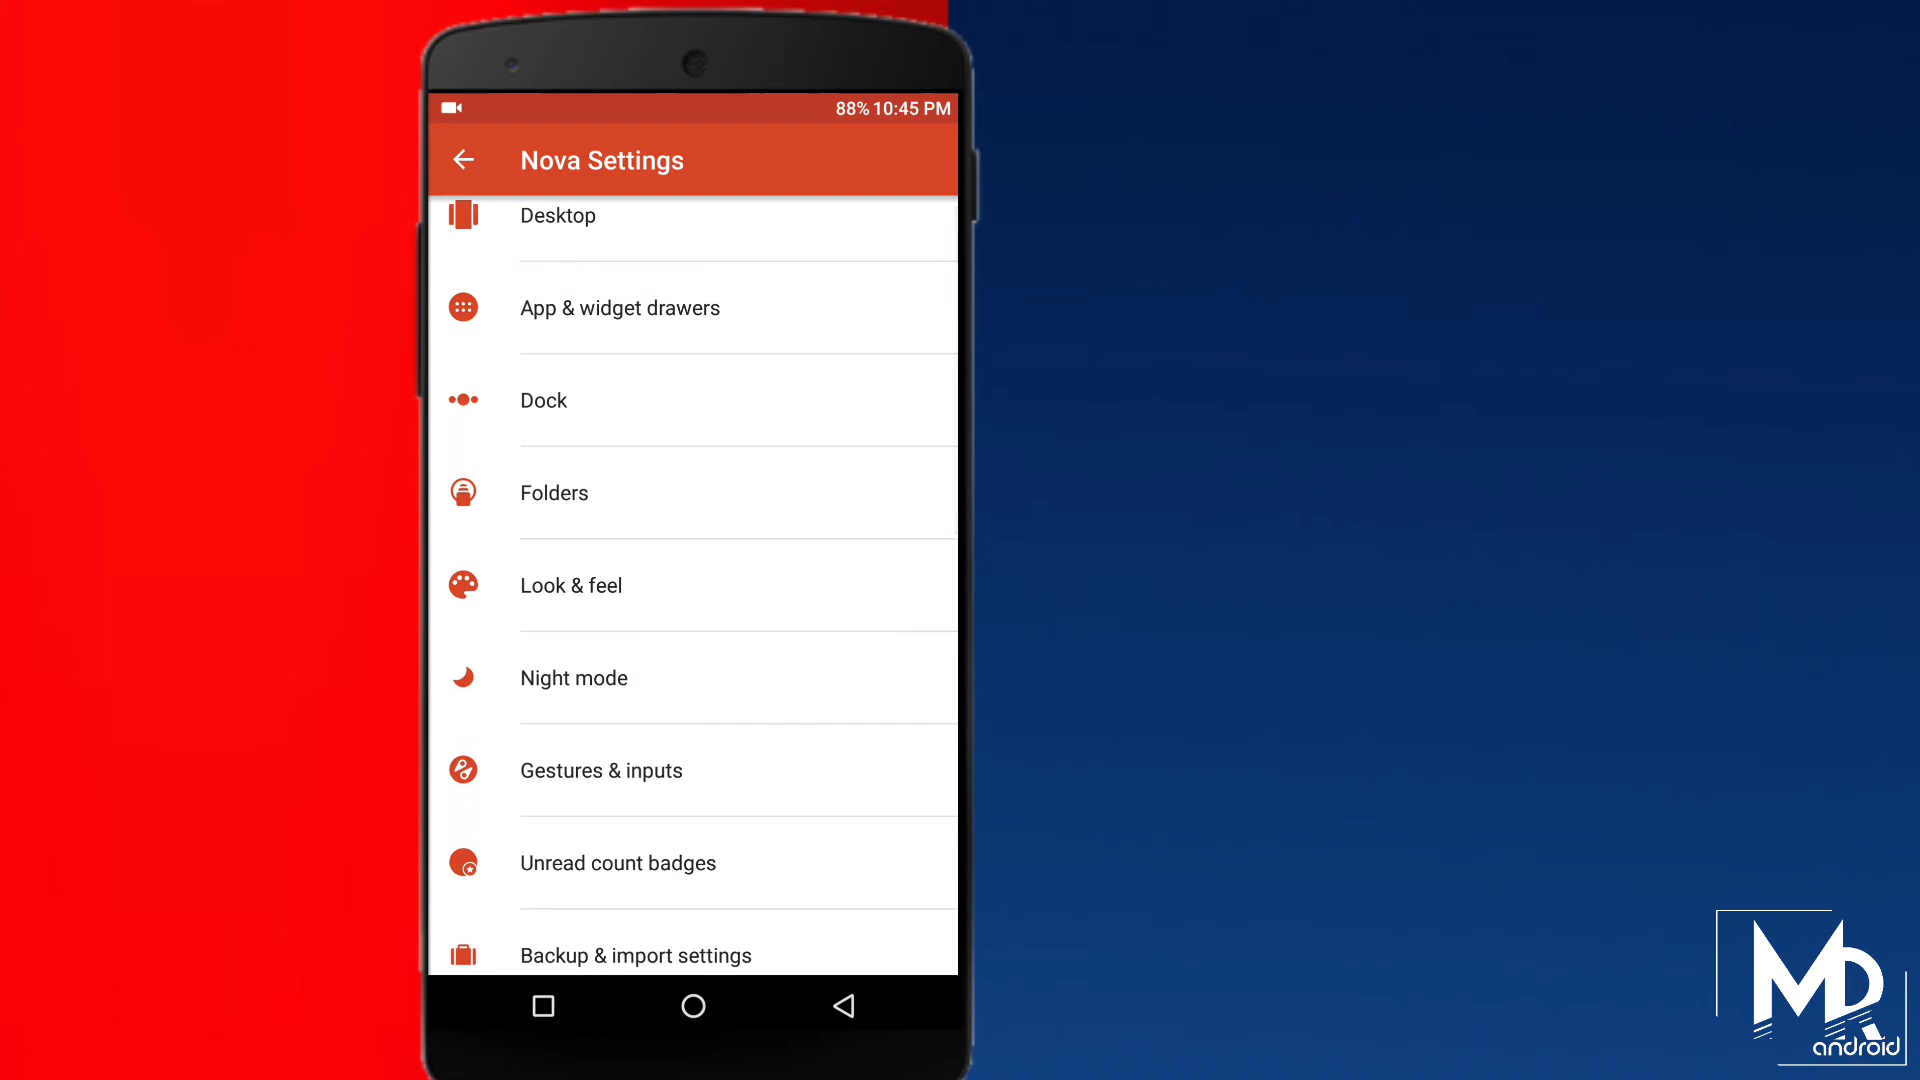 88% 10:45 PM
Nova Settings
Desktop
App & widget drawers
Dock
Folders
Look & feel
Night mode
Gestures & inputs
Unread count badges
Backup & import settings
MR
android